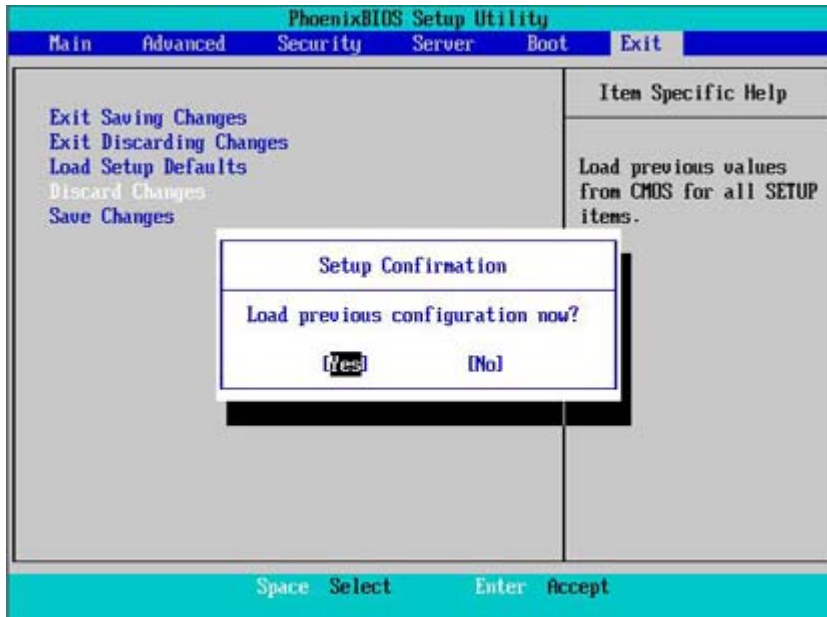 PhoenixBIOS Setup Utility
Main Advanced Security Server Boot Exit
Exit Saving Changes
Exit Discarding Changes
Load Setup Defaults
Discard Changes
Save Changes
Item Specific Help
Load previous values
from CMOS for all SETUP
items.
Setup Confirmation
Load previous configuration now?
[Yes] [No]
Space Select Enter Accept